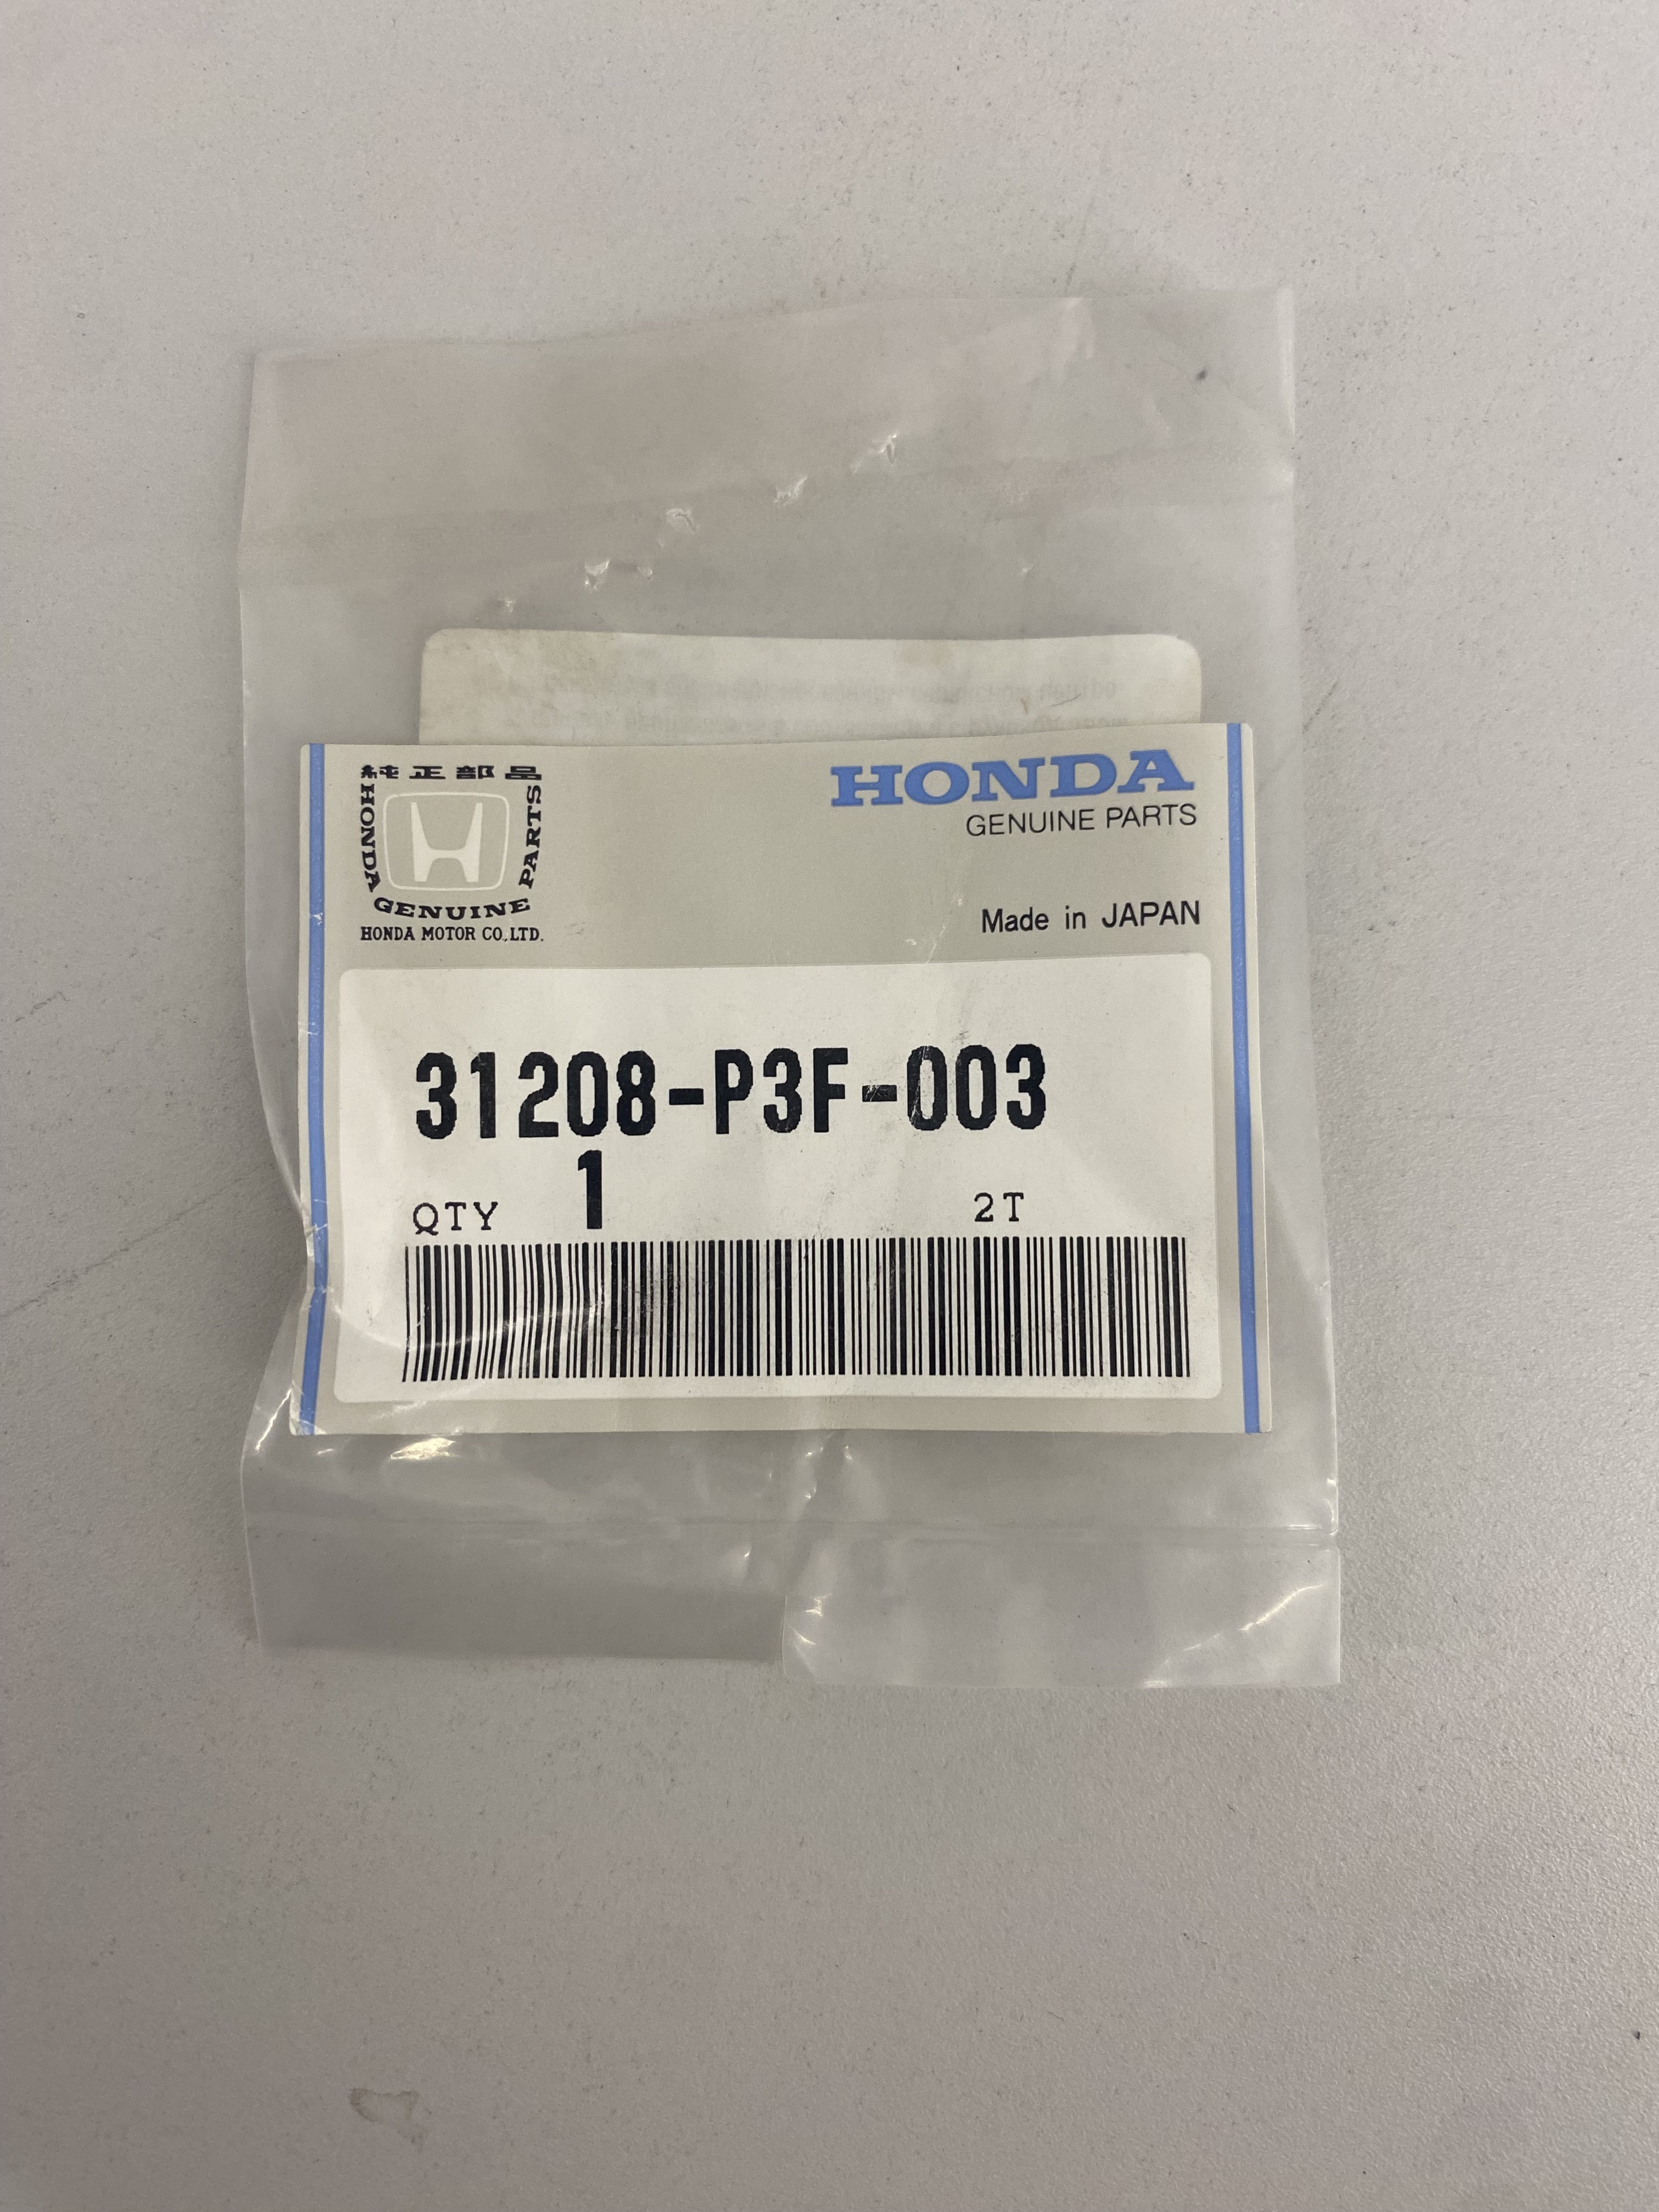 純正部品
HONDA GENUINE PARTS
HONDA MOTOR CO.,LTD.
HONDA
GENUINE PARTS
Made in JAPAN
31208-P3F-003
QTY 1 2T